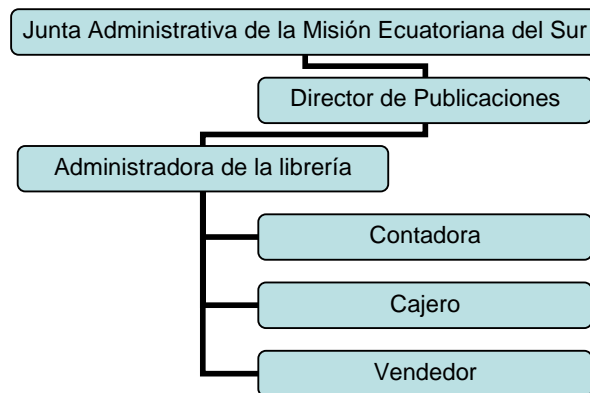 Junta Administrativa de la Misión Ecuatoriana del Sur
Director de Publicaciones
Administradora de la librería
Contadora
Cajero
Vendedor